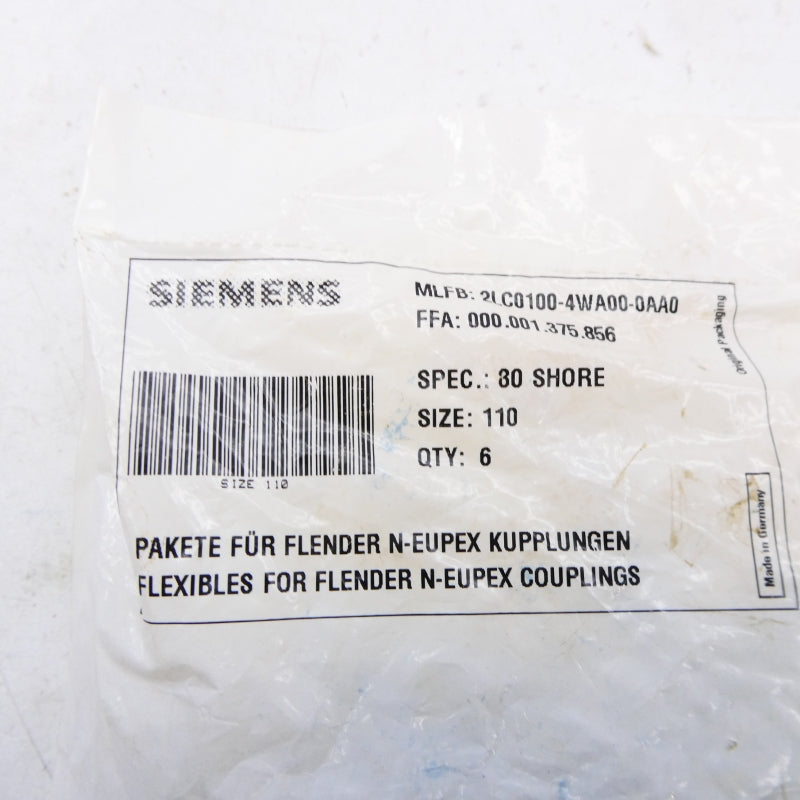 SIEMENS
MLFB: 2LC0100-4WA00-0AA0
FFA: 000.001.375.856
Original Packaging
SPEC.: 80 SHORE
SIZE: 110
QTY: 6
SIZE 110
Made in Germany
PAKETE FÜR FLENDER N-EUPEX KUPPLUNGEN
FLEXIBLES FOR FLENDER N-EUPEX COUPLINGS